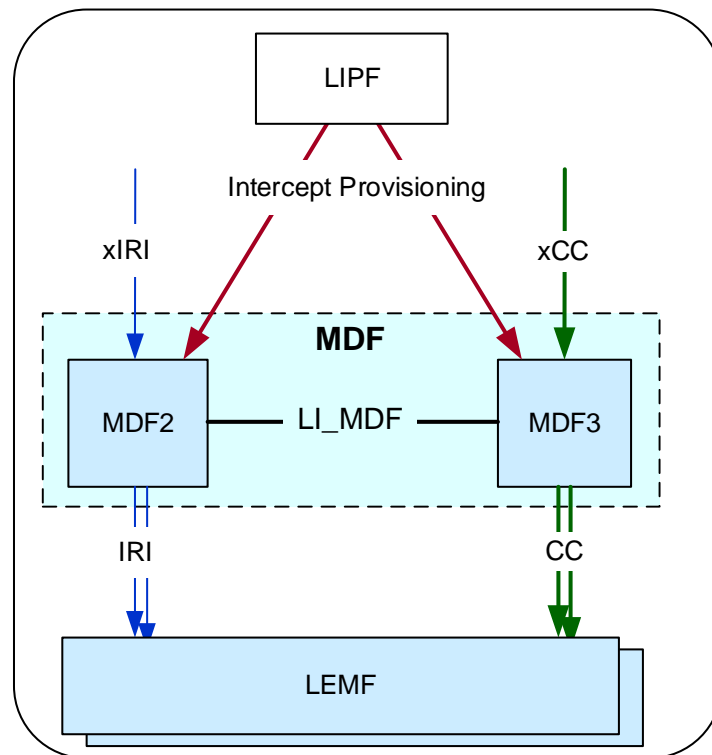 LIPF
Intercept Provisioning
xIRI
xCC
MDF
MDF2
LI_MDF
MDF3
IRI
CC
LEMF